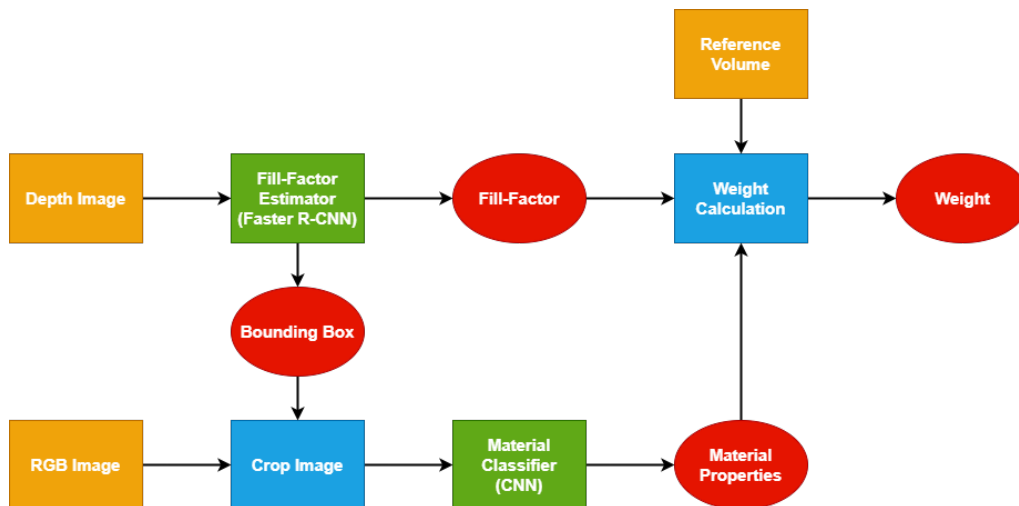 Reference
Volume
Depth Image
Fill-Factor
Estimator
(Faster R-CNN)
Fill-Factor
Weight
Calculation
Weight
Bounding Box
RGB Image
Crop Image
Material
Classifier
(CNN)
Material
Properties